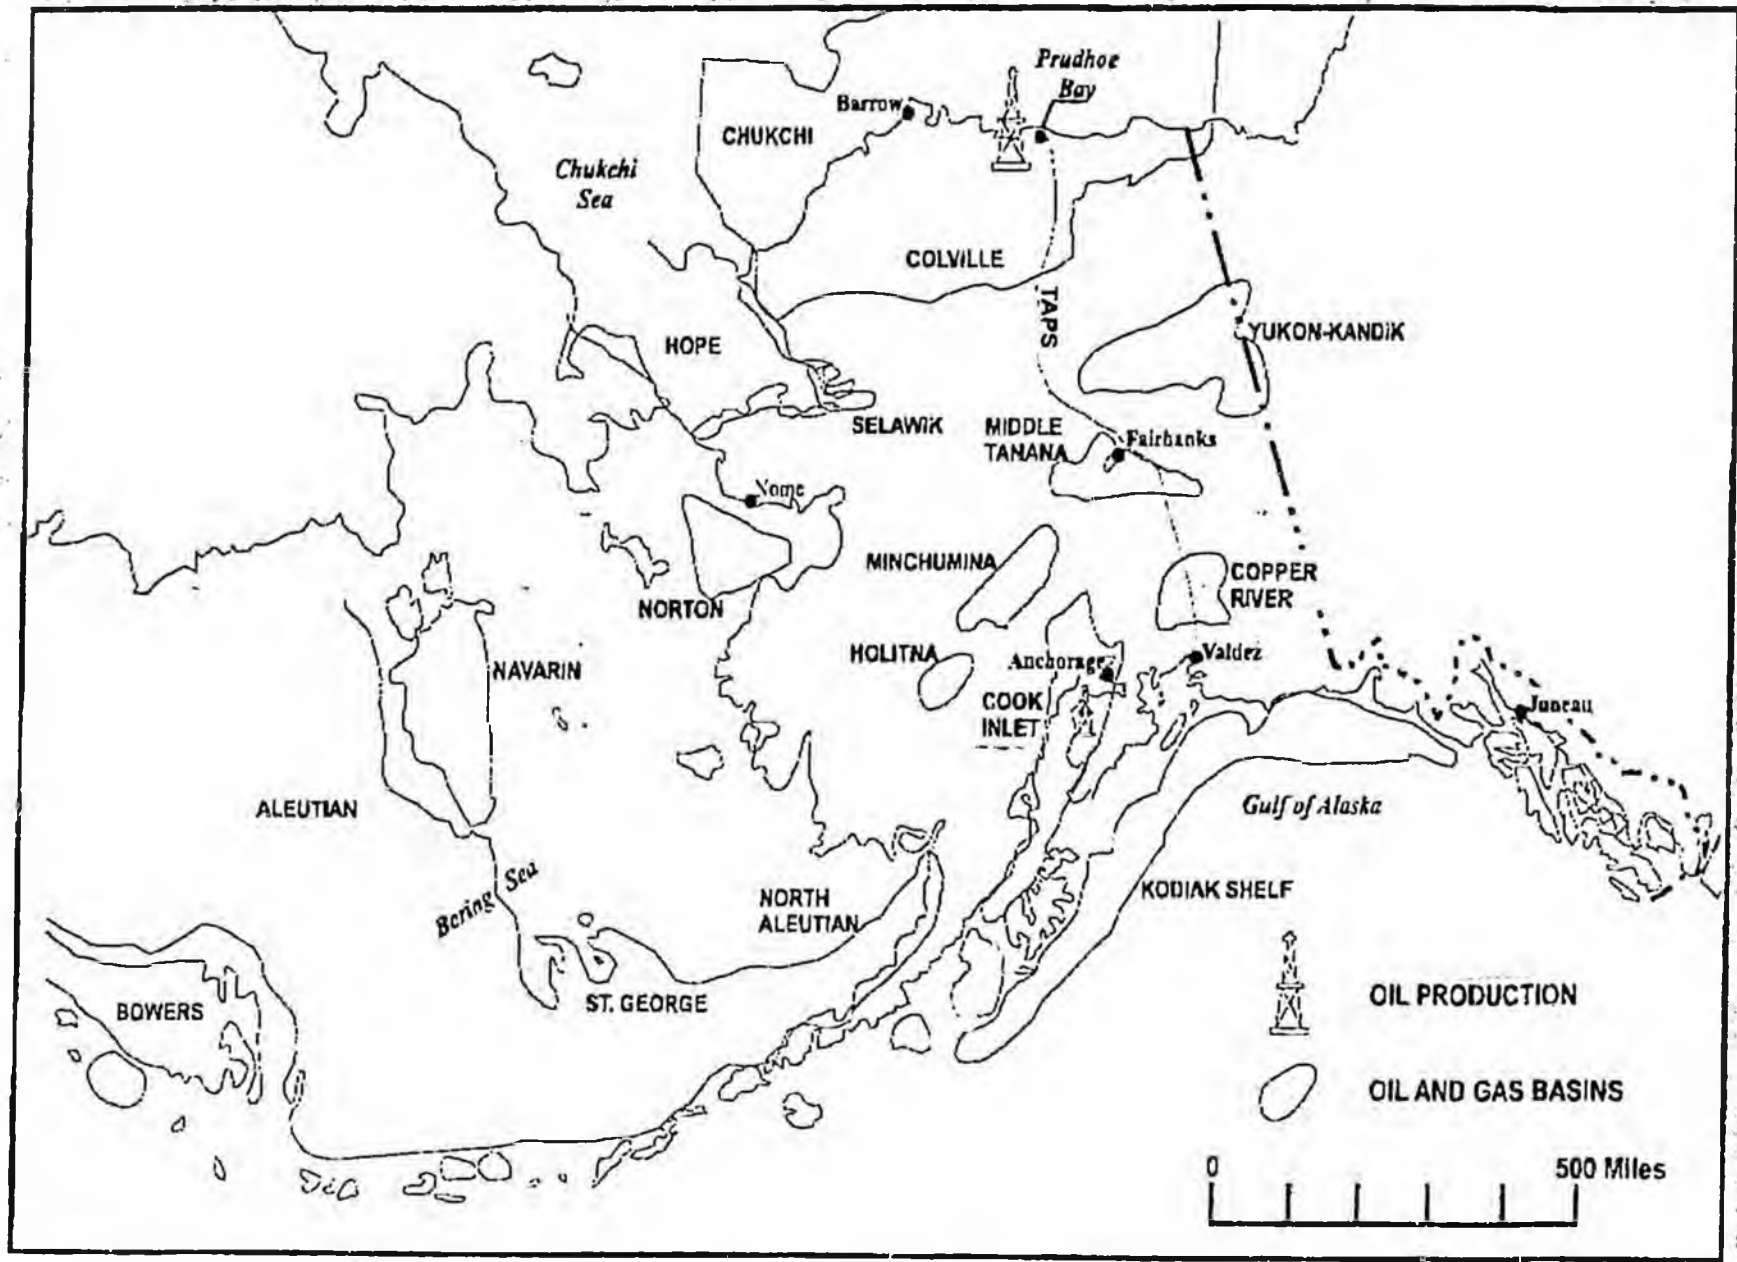 Prudhoe
Bay
Barrow
CHUKCHI
Chukchi
Sea
COLVILLE
TAPS
YUKON-KANDIK
HOPE
SELAWIK
MIDDLE
TANANA
Fairbanks
Nome
MINCHUMINA
COPPER
RIVER
NORTON
HOLITNA
Anchorage
Valdez
NAVARIN
COOK
INLET
Juneau
ALEUTIAN
Gulf of Alaska
Bering Sea
NORTH
ALEUTIAN
KODIAK SHELF
BOWERS
ST. GEORGE
OIL PRODUCTION
OIL AND GAS BASINS
0 500 Miles